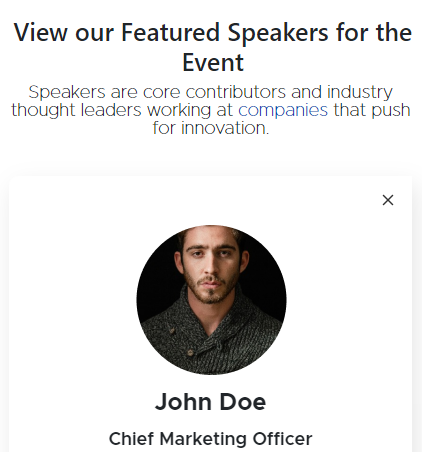 View our Featured Speakers for the
Event
Speakers are core contributors and industry
thought leaders working at companies that push
for innovation.
John Doe
Chief Marketing Officer